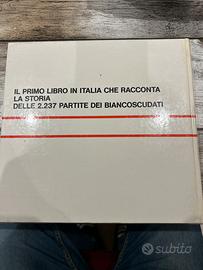 IL PRIMO LIBRO IN ITALIA CHE RACCONTA
LA STORIA
DELLE 2.237 PARTITE DEI BIANCOSCUDATI
subito